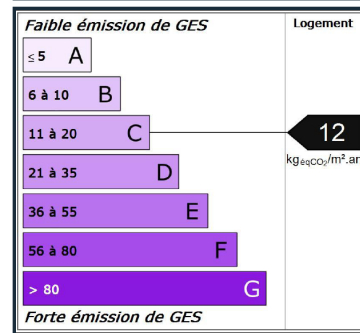 Faible émission de GES
Logement
≤ 5 A
6 à 10 B
11 à 20 C
12
kgéqCO₂/m².an
21 à 35 D
36 à 55 E
56 à 80 F
> 80 G
Forte émission de GES